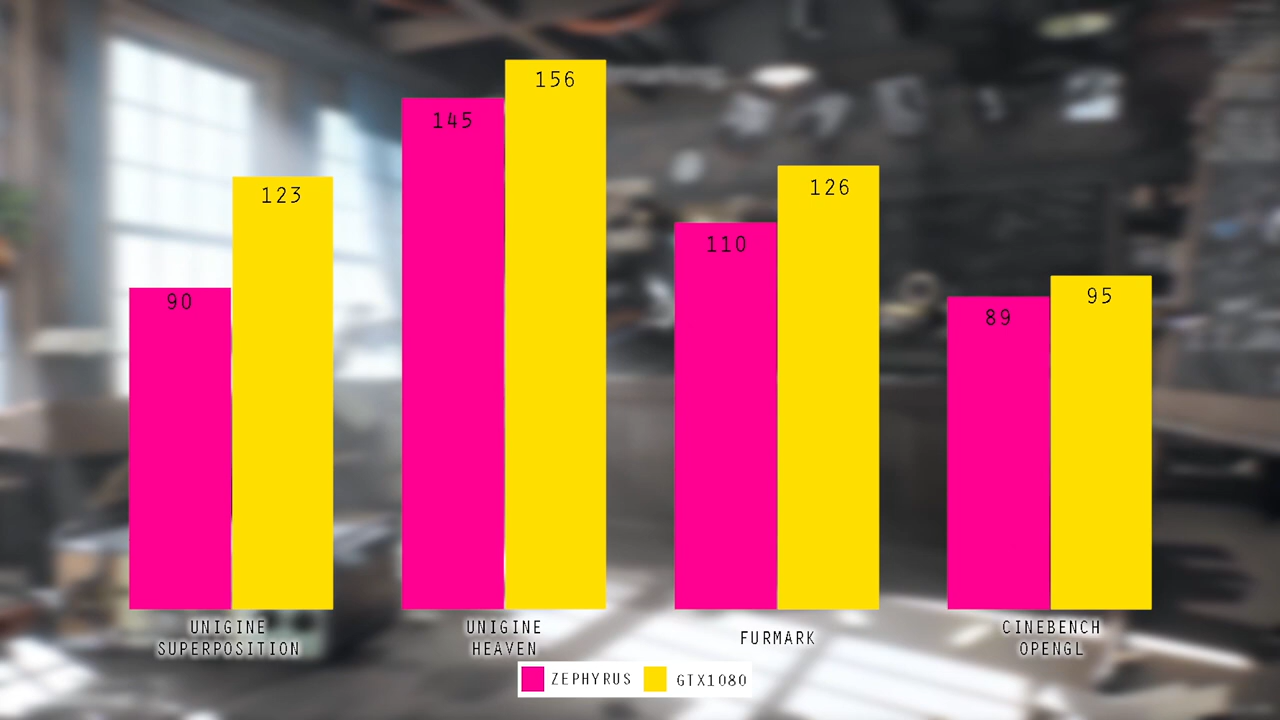 156
145
123
126
110
90
95
89
UNIGINE
SUPERPOSITION
UNIGINE
HEAVEN
FURMARK
CINEBENCH
OPENGL
ZEPHYRUS
GTX1080